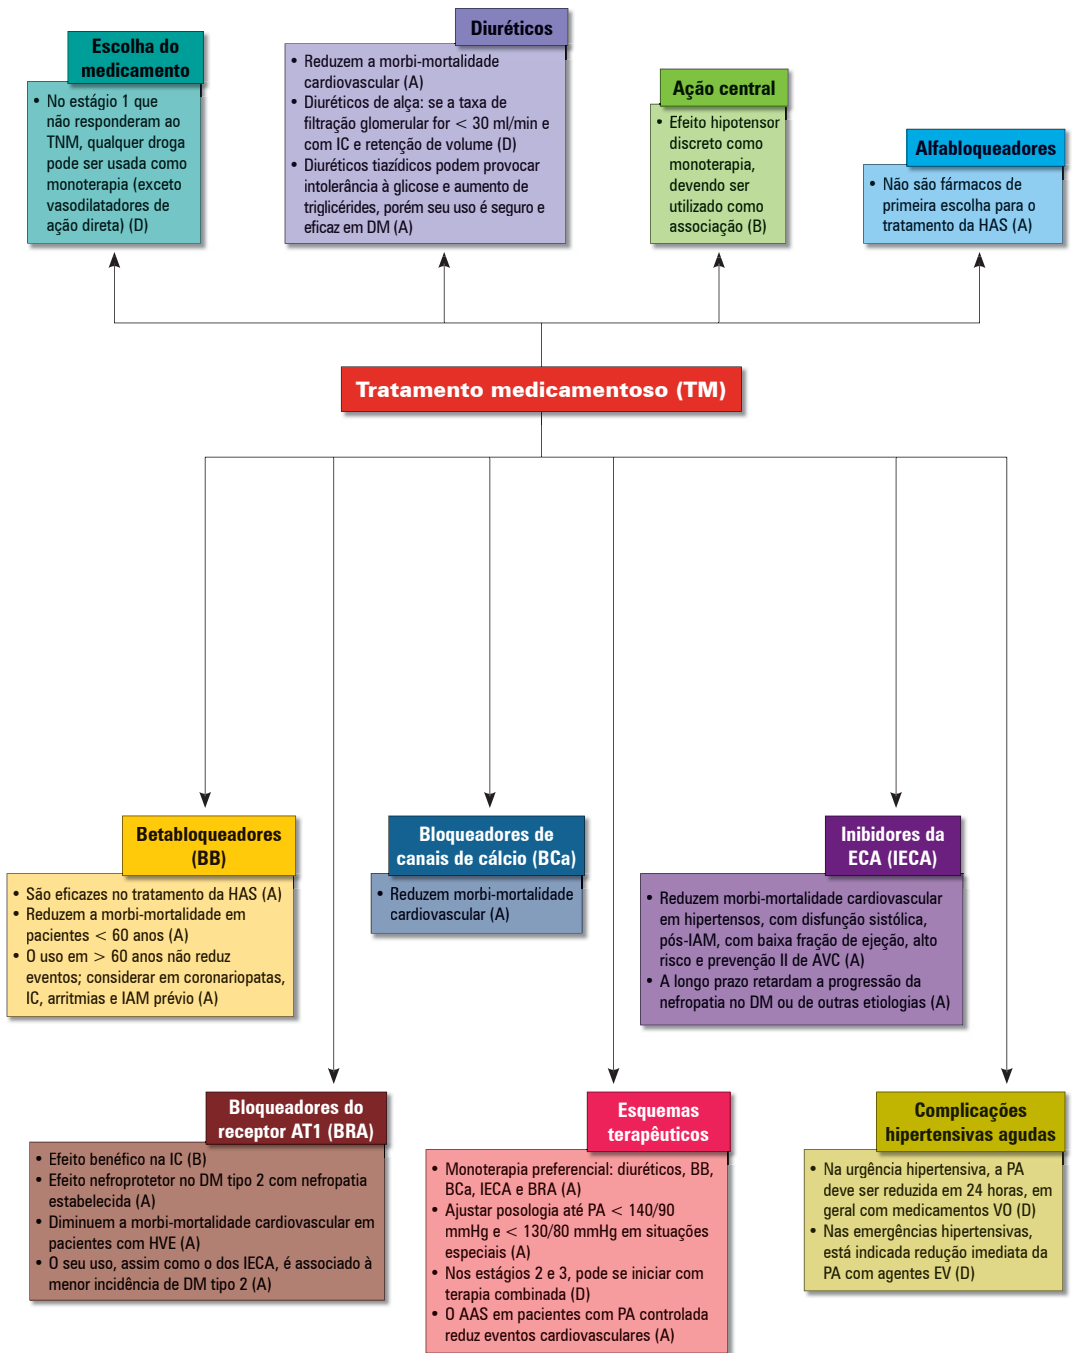 Escolha do
medicamento
• No estágio 1 que
não responderam ao
TNM, qualquer droga
pode ser usada como
monoterapia (exceto
vasodilatadores de
ação direta) (D)
Diuréticos
• Reduzem a morbi-mortalidade
cardiovascular (A)
• Diuréticos de alça: se a taxa de
filtração glomerular for < 30 ml/min e
com IC e retenção de volume (D)
• Diuréticos tiazídicos podem provocar
intolerância à glicose e aumento de
triglicérides, porém seu uso é seguro e
eficaz em DM (A)
Ação central
• Efeito hipotensor
discreto como
monoterapia,
devendo ser
utilizado como
associação (B)
Alfabloqueadores
• Não são fármacos de
primeira escolha para o
tratamento da HAS (A)
Tratamento medicamentoso (TM)
Betabloqueadores
(BB)
• São eficazes no tratamento da HAS (A)
• Reduzem a morbi-mortalidade em
pacientes < 60 anos (A)
• O uso em > 60 anos não reduz
eventos; considerar em coronariopatas,
IC, arritmias e IAM prévio (A)
Bloqueadores de
canais de cálcio (BCa)
• Reduzem morbi-mortalidade
cardiovascular (A)
Inibidores da
ECA (IECA)
• Reduzem morbi-mortalidade cardiovascular
em hipertensos, com disfunção sistólica,
pós-IAM, com baixa fração de ejeção, alto
risco e prevenção II de AVC (A)
• A longo prazo retardam a progressão da
nefropatia no DM ou de outras etiologias (A)
Bloqueadores do
receptor AT1 (BRA)
• Efeito benéfico na IC (B)
• Efeito nefroprotetor no DM tipo 2 com nefropatia
estabelecida (A)
• Diminuem a morbi-mortalidade cardiovascular em
pacientes com HVE (A)
• O seu uso, assim como o dos IECA, é associado à
menor incidência de DM tipo 2 (A)
Esquemas
terapêuticos
• Monoterapia preferencial: diuréticos, BB,
BCa, IECA e BRA (A)
• Ajustar posologia até PA < 140/90
mmHg e < 130/80 mmHg em situações
especiais (A)
• Nos estágios 2 e 3, pode se iniciar com
terapia combinada (D)
• O AAS em pacientes com PA controlada
reduz eventos cardiovasculares (A)
Complicações
hipertensivas agudas
• Na urgência hipertensiva, a PA
deve ser reduzida em 24 horas, em
geral com medicamentos VO (D)
• Nas emergências hipertensivas,
está indicada redução imediata da
PA com agentes EV (D)